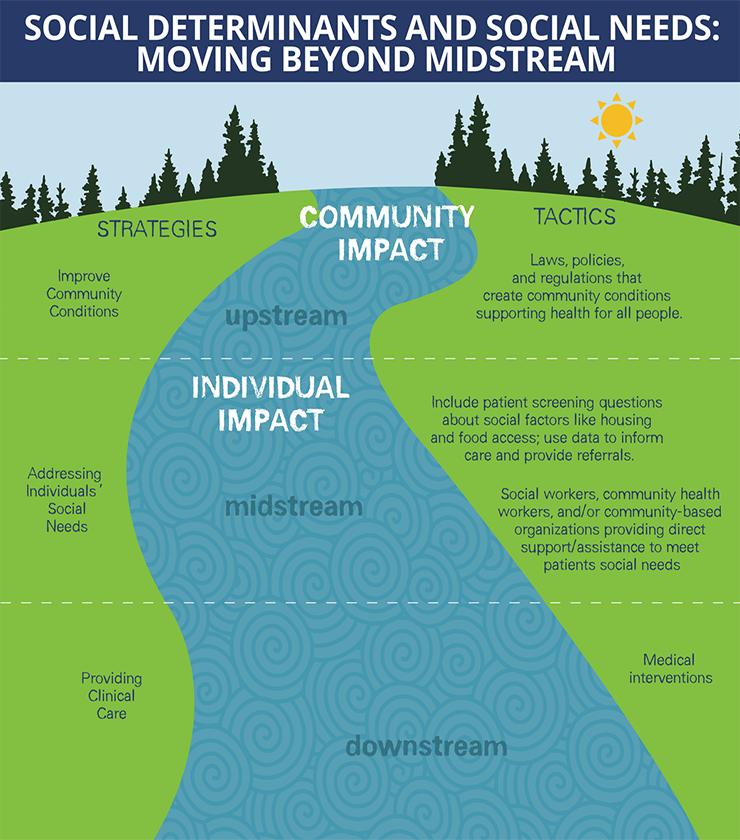 SOCIAL DETERMINANTS AND SOCIAL NEEDS:
MOVING BEYOND MIDSTREAM
STRATEGIES
COMMUNITY
IMPACT
TACTICS
Improve
Community
Conditions
upstream
Laws, policies,
and regulations that
create community conditions
supporting health for all people.
INDIVIDUAL
IMPACT
Addressing
Individuals'
Social
Needs
midstream
Include patient screening questions
about social factors like housing
and food access; use data to inform
care and provide referrals.
Social workers, community health
workers, and/or community-based
organizations providing direct
support/assistance to meet
patients social needs
Providing
Clinical
Care
downstream
Medical
interventions